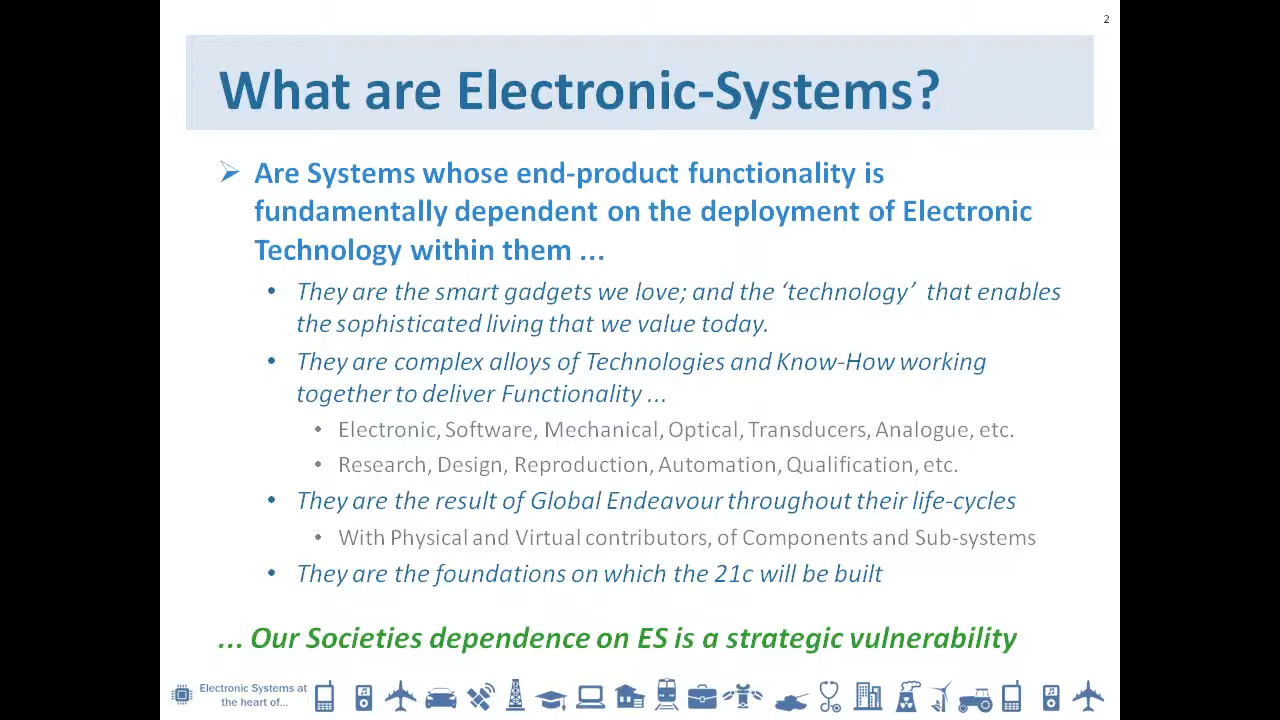 2
What are Electronic-Systems?
➢ Are Systems whose end-product functionality is
fundamentally dependent on the deployment of Electronic
Technology within them ...
• They are the smart gadgets we love; and the ‘technology’ that enables
the sophisticated living that we value today.
• They are complex alloys of Technologies and Know-How working
together to deliver Functionality ...
• Electronic, Software, Mechanical, Optical, Transducers, Analogue, etc.
• Research, Design, Reproduction, Automation, Qualification, etc.
• They are the result of Global Endeavour throughout their life-cycles
• With Physical and Virtual contributors, of Components and Sub-systems
• They are the foundations on which the 21c will be built
... Our Societies dependence on ES is a strategic vulnerability
Electronic Systems at
the heart of...